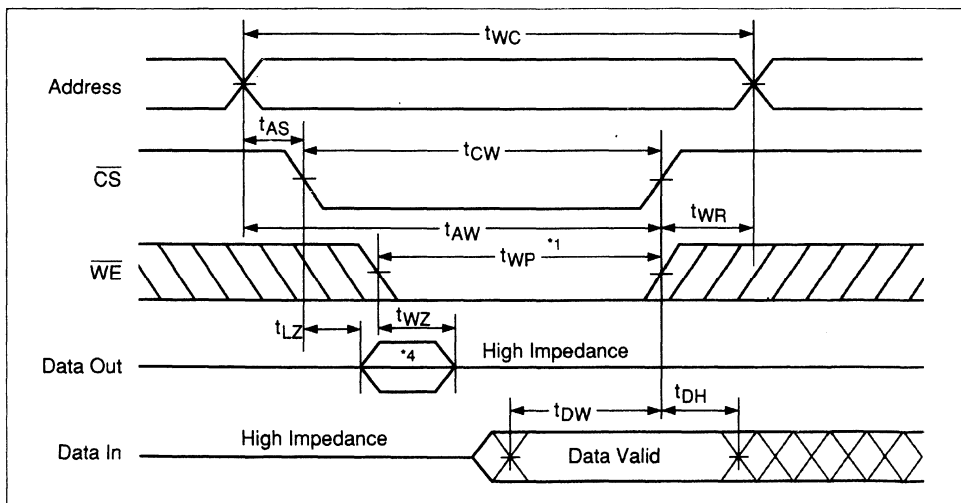 tWC
Address
tAS
tCW
CS
tWR
tAW
tWP *1
WE
tLZ
tWZ
*4
High Impedance
Data Out
tDH
tDW
High Impedance
Data In
Data Valid